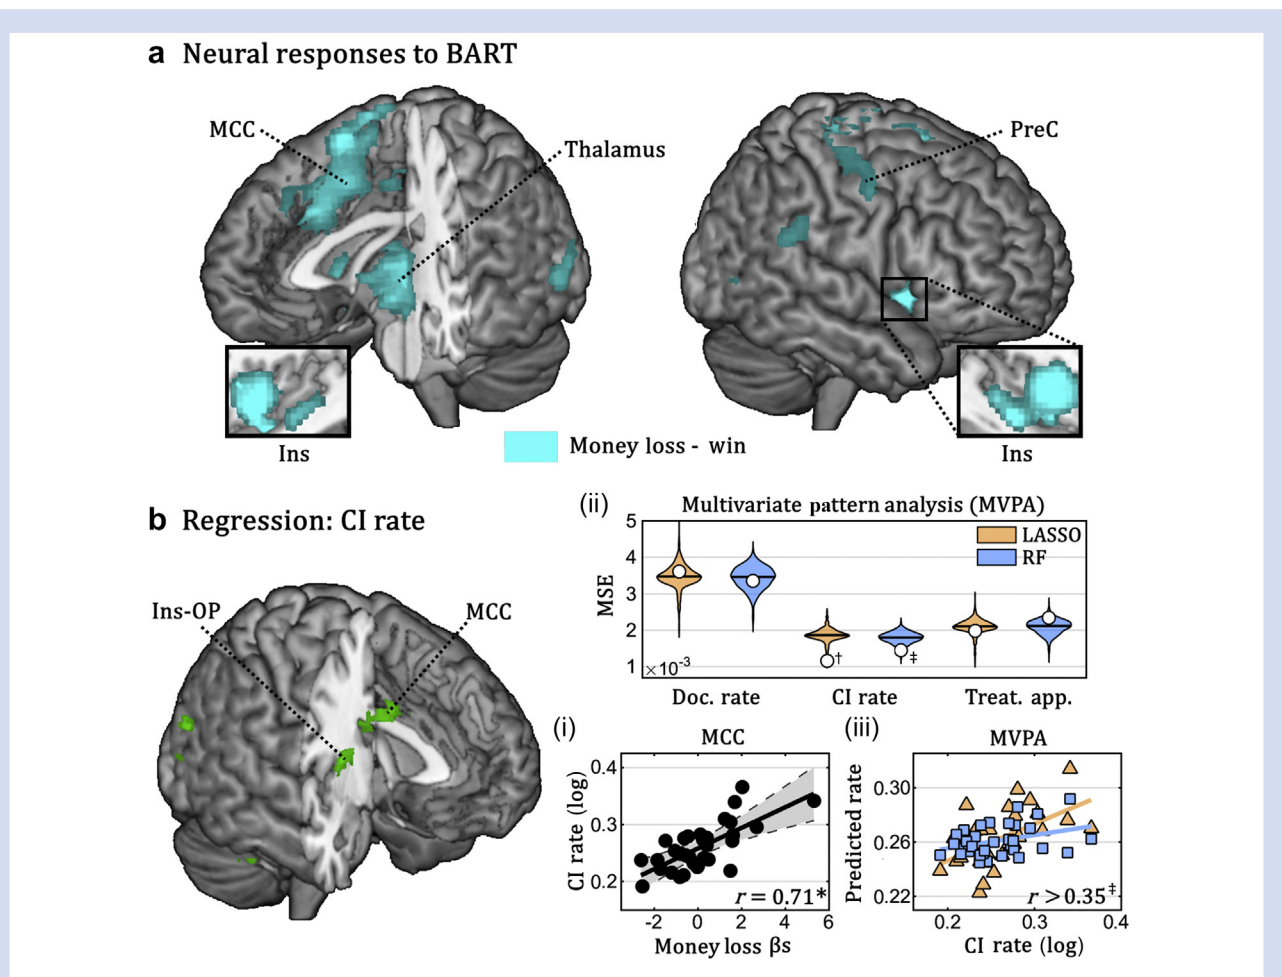 a Neural responses to BART
MCC
Thalamus
PreC
Ins
Money loss - win
Ins
b Regression: CI rate
Ins-OP
MCC
(ii)
Multivariate pattern analysis (MVPA)
MSE
5
4
3
2
1
×10⁻³
LASSO
RF
†
‡
Doc. rate
CI rate
Treat. app.
(i)
MCC
CI rate (log)
0.4
0.3
0.2
r = 0.71*
-2 0 2 4 6
Money loss βs
(iii)
MVPA
Predicted rate
0.30
0.26
0.22
r > 0.35‡
0.2 0.3 0.4
CI rate (log)